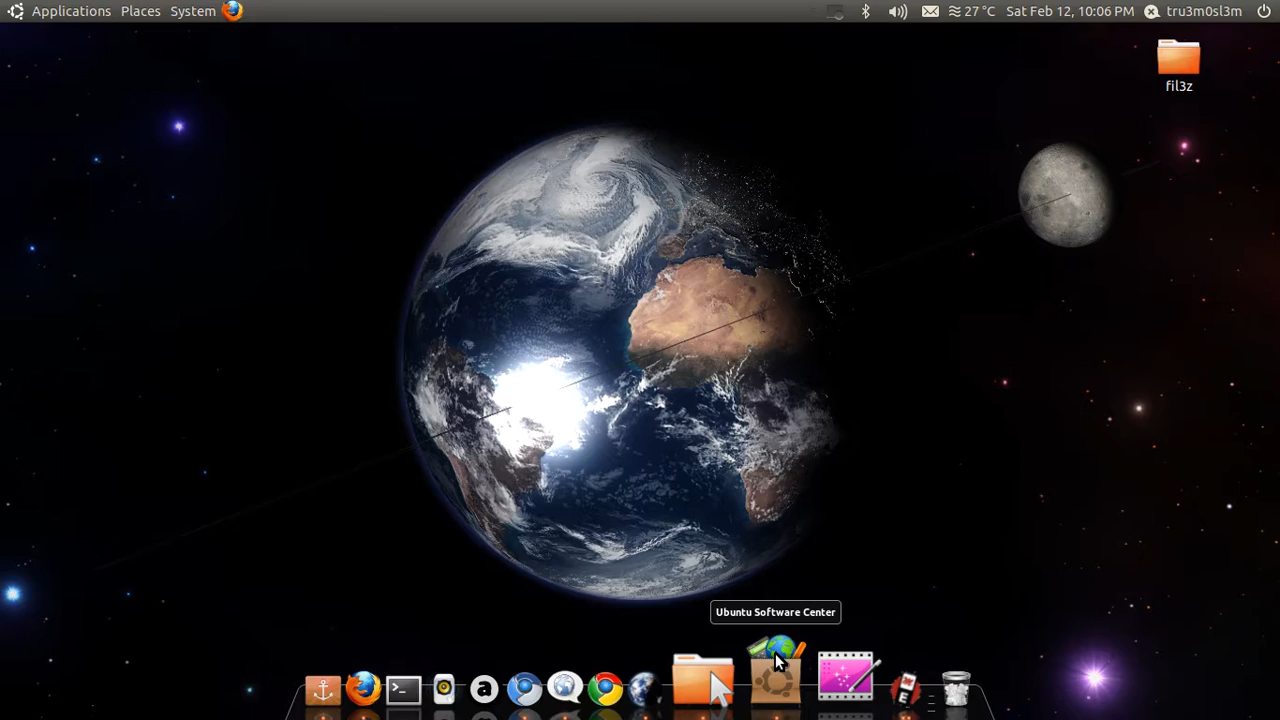 Applications Places System 27 °C Sat Feb 12, 10:06 PM tru3m0sl3m
fil3z
Ubuntu Software Center
>_ a